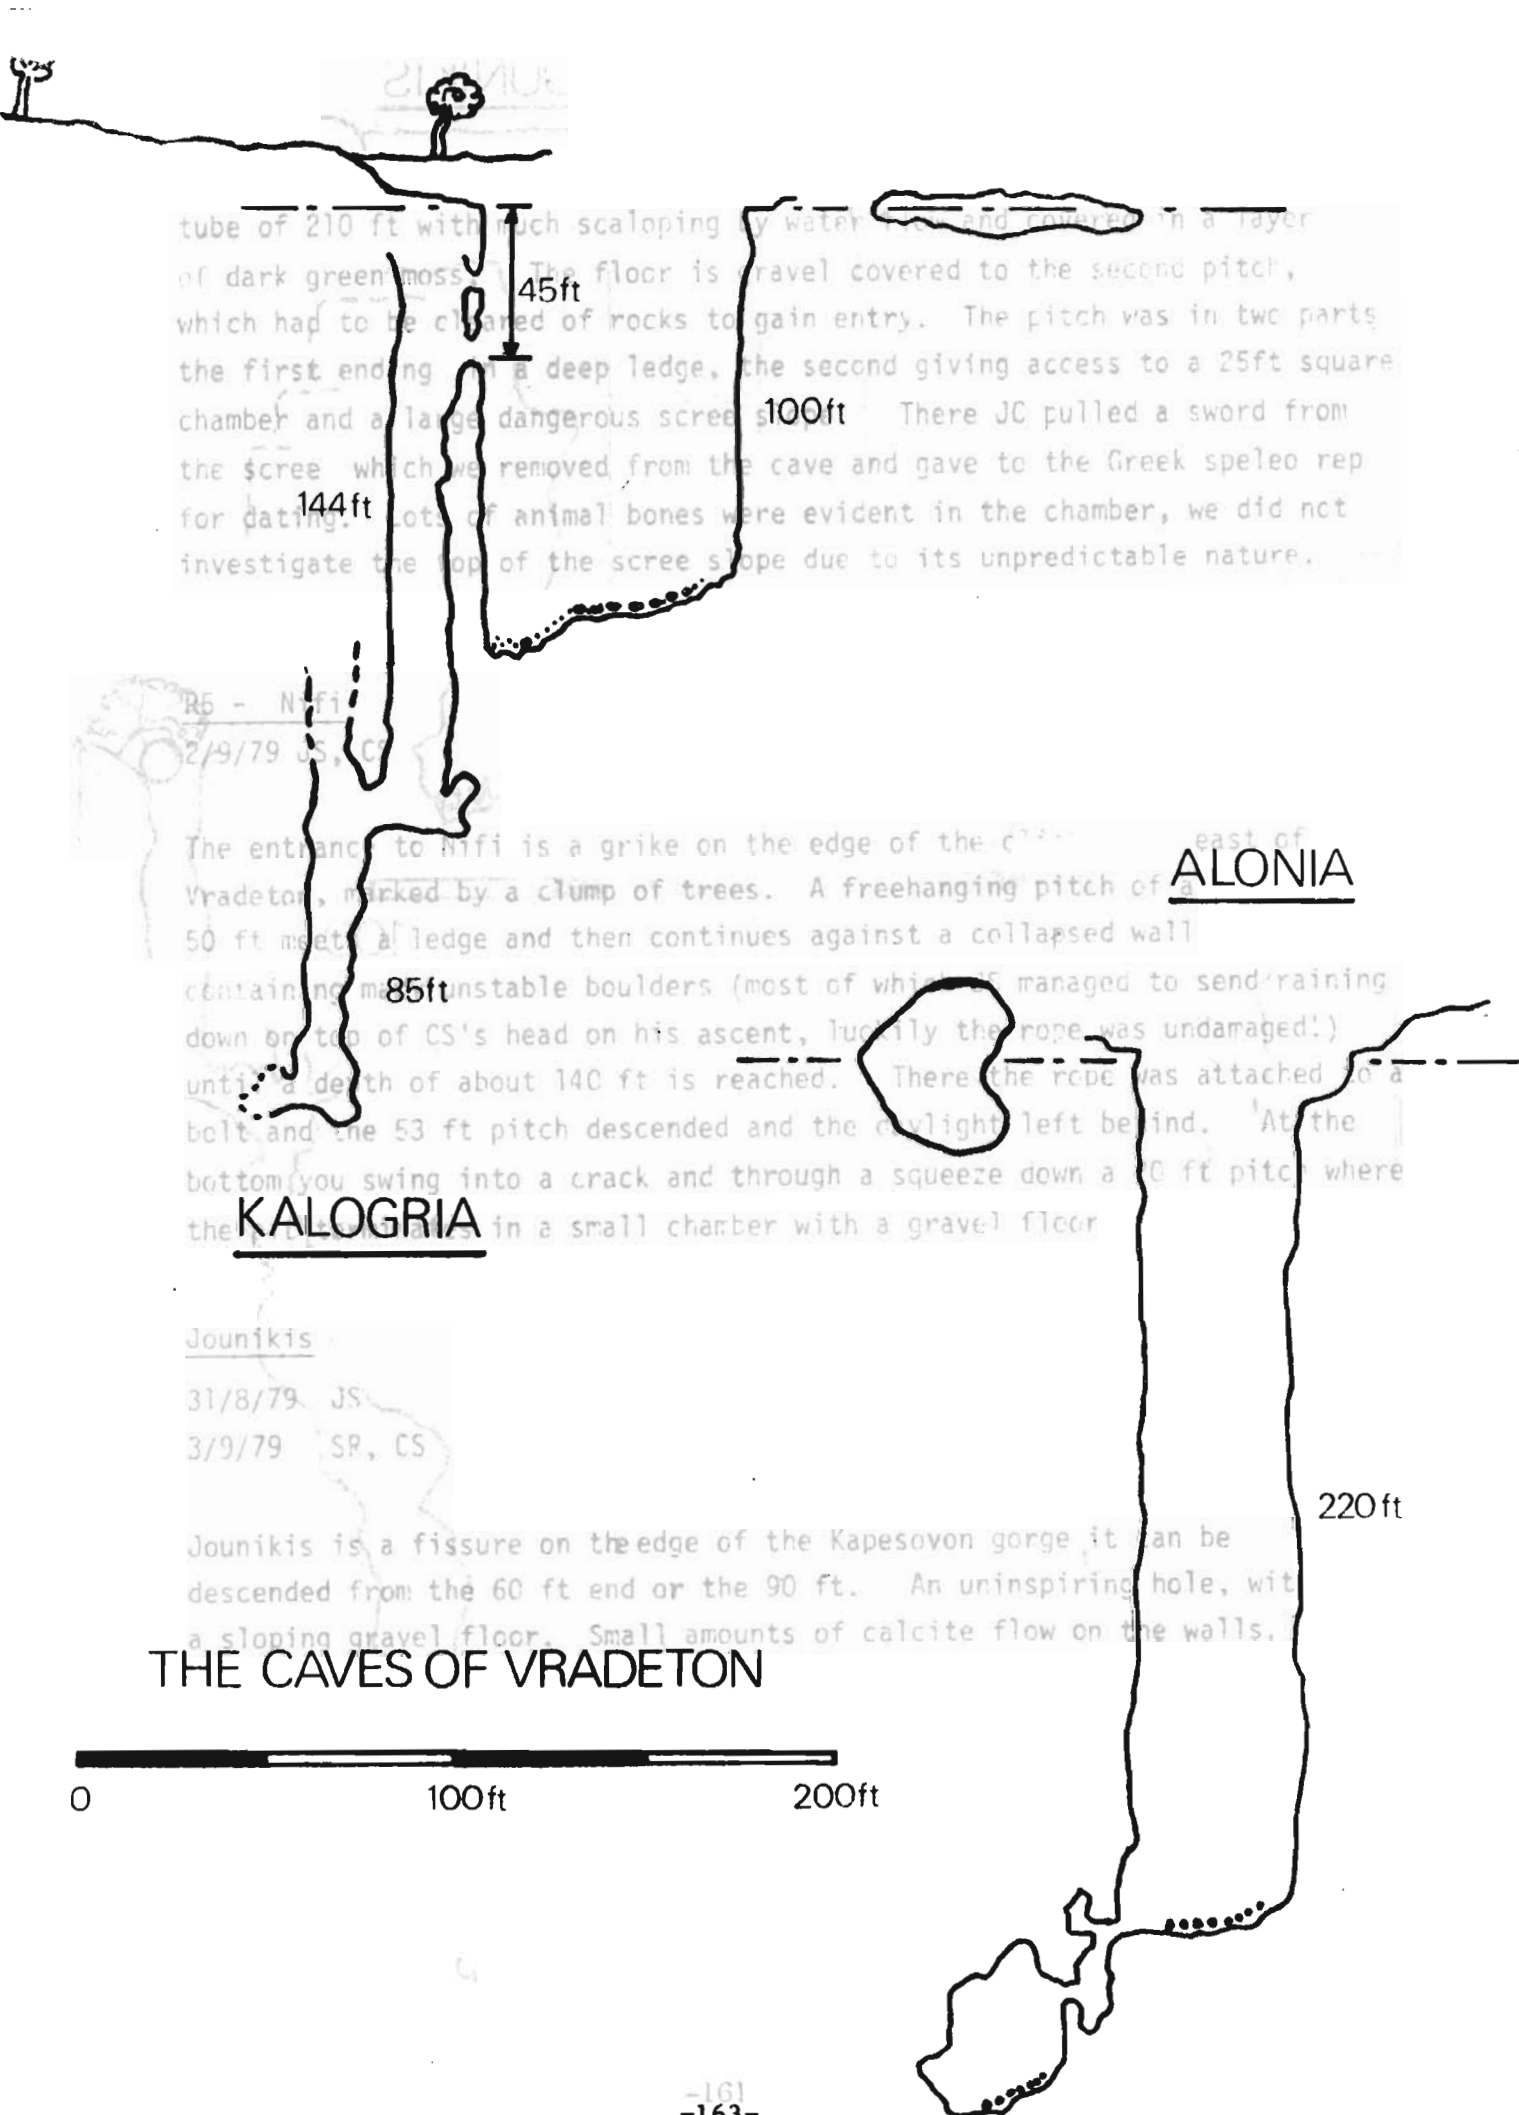 JOUNIKIS
tube of 210 ft with much scaloping by water flow and covered in a layer
of dark green moss. The floor is gravel covered to the second pitch,
45ft
which had to be cleared of rocks to gain entry. The pitch was in two parts
the first ending in a deep ledge, the second giving access to a 25ft square
100ft
chamber and a large dangerous scree slope There JC pulled a sword from
the scree which we removed from the cave and gave to the Greek speleo rep
144ft
for dating. Lots of animal bones were evident in the chamber, we did not
investigate the top of the scree slope due to its unpredictable nature.
R5 - Nifi
2/9/79 JS, CS
The entrance to Nifi is a grike on the edge of the east of
ALONIA
Vradeton, marked by a clump of trees. A freehanging pitch of a
50 ft meets a ledge and then continues against a collapsed wall
85ft
containing many unstable boulders (most of which JS managed to send raining
down on top of CS's head on his ascent, luckily the rope was undamaged!)
until a depth of about 140 ft is reached. There the rope was attached to a
bolt and the 53 ft pitch descended and the daylight left behind. At the
bottom you swing into a crack and through a squeeze down a ft pitch where
KALOGRIA
the terminates in a small chamber with a gravel floor
Jounikis
31/8/79 JS
3/9/79 SR, CS
220ft
Jounikis is a fissure on the edge of the Kapesovon gorge it can be
descended from the 60 ft end or the 90 ft. An uninspiring hole, wit
a sloping gravel floor. Small amounts of calcite flow on the walls.
THE CAVES OF VRADETON
0 100ft 200ft
-161
-163-